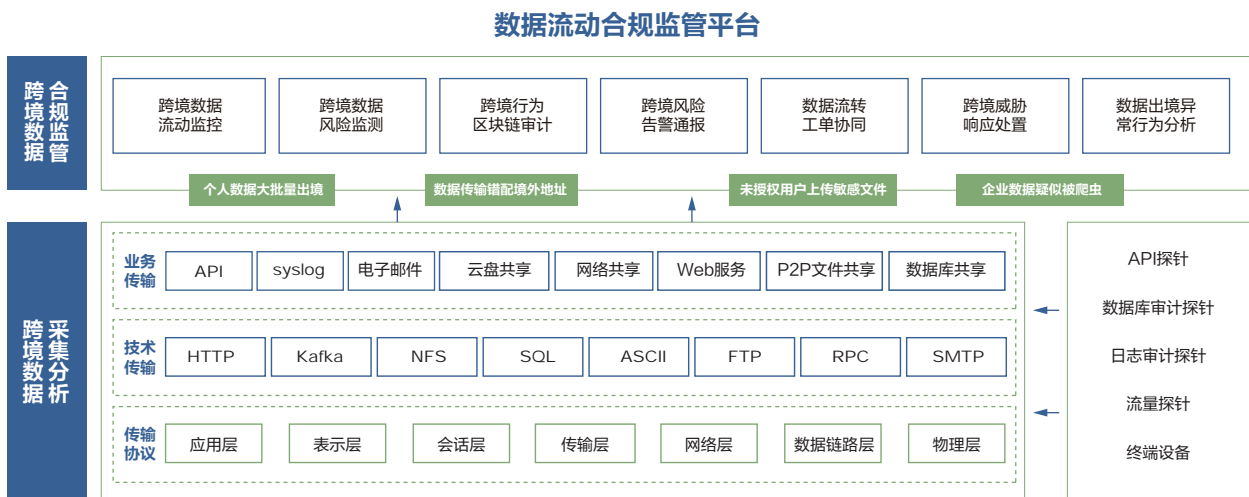 数据流动合规监管平台
跨境数据
合规监管
跨境数据
流动监控
跨境数据
风险监测
跨境行为
区块链审计
跨境风险
告警通报
数据流转
工单协同
跨境威胁
响应处置
数据出境异
常行为分析
个人数据大批量出境
数据传输错配境外地址
未授权用户上传敏感文件
企业数据疑似被爬虫
跨境数据
采集分析
业务
传输
API
syslog
电子邮件
云盘共享
网络共享
Web服务
P2P文件共享
数据库共享
技术
传输
HTTP
Kafka
NFS
SQL
ASCII
FTP
RPC
SMTP
传输
协议
应用层
表示层
会话层
传输层
网络层
数据链路层
物理层
API探针
数据库审计探针
日志审计探针
流量探针
终端设备